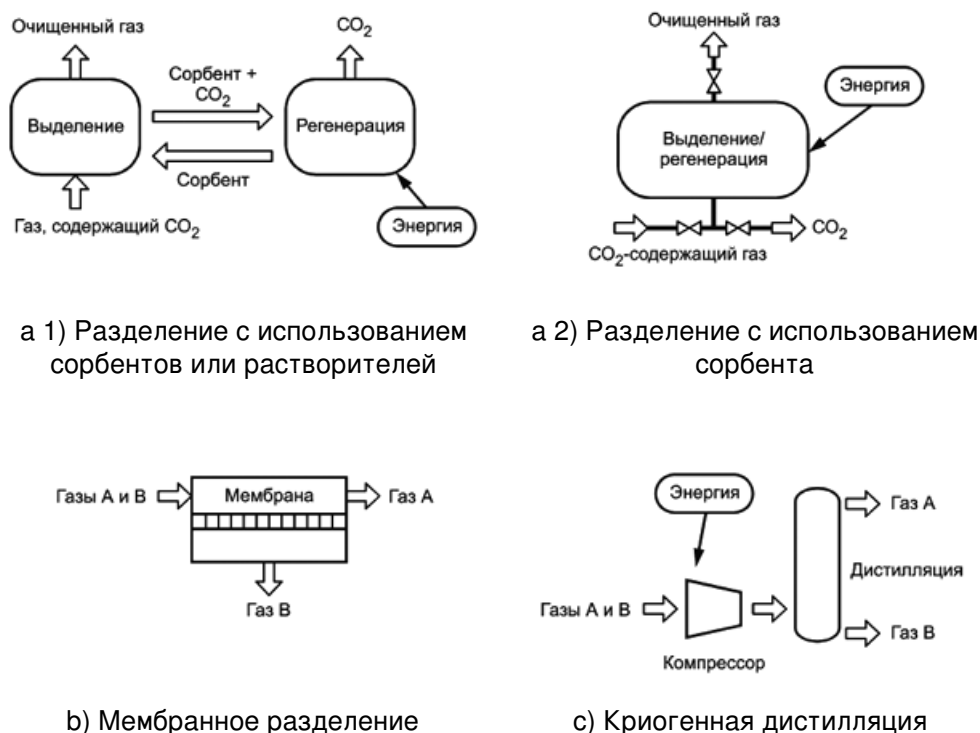 Очищенный газ
CO2
Сорбент +
CO2
Выделение
Регенерация
Сорбент
Газ, содержащий CO2
Энергия
а 1) Разделение с использованием
сорбентов или растворителей
Очищенный газ
Энергия
Выделение/
регенерация
CO2
CO2-содержащий газ
а 2) Разделение с использованием
сорбента
Газы А и В
Мембрана
Газ А
Газ В
b) Мембранное разделение
Энергия
Газ А
Дистилляция
Газы А и В
Газ В
Компрессор
c) Криогенная дистилляция